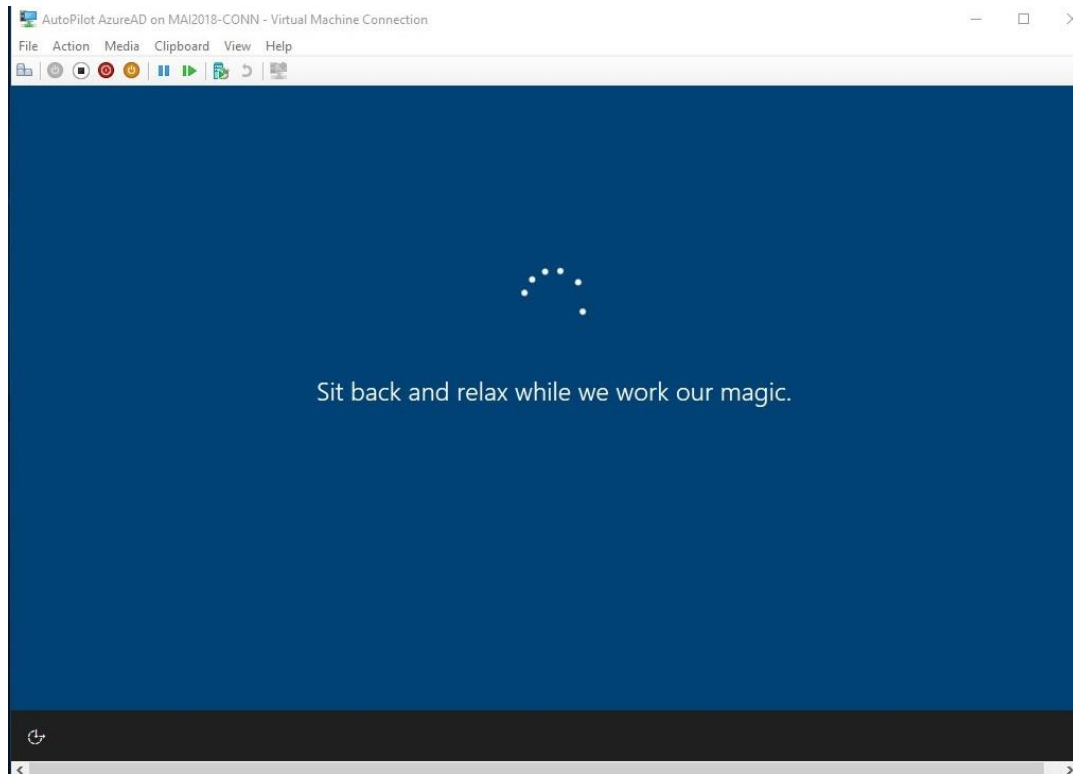 AutoPilot AzureAD on MAI2018-CONN - Virtual Machine Connection
File Action Media Clipboard View Help
Sit back and relax while we work our magic.